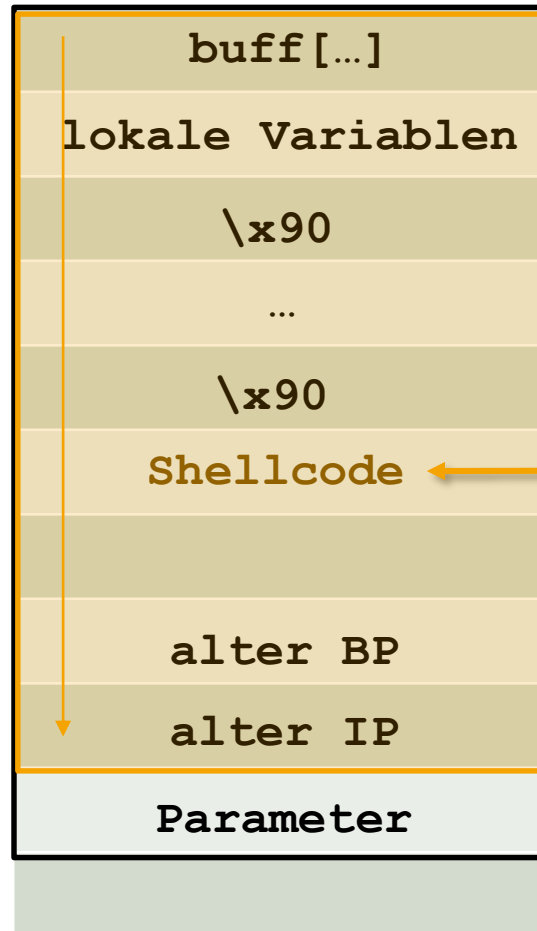 buff[…]
lokale Variablen
\x90
…
\x90
Shellcode
alter BP
alter IP
Parameter